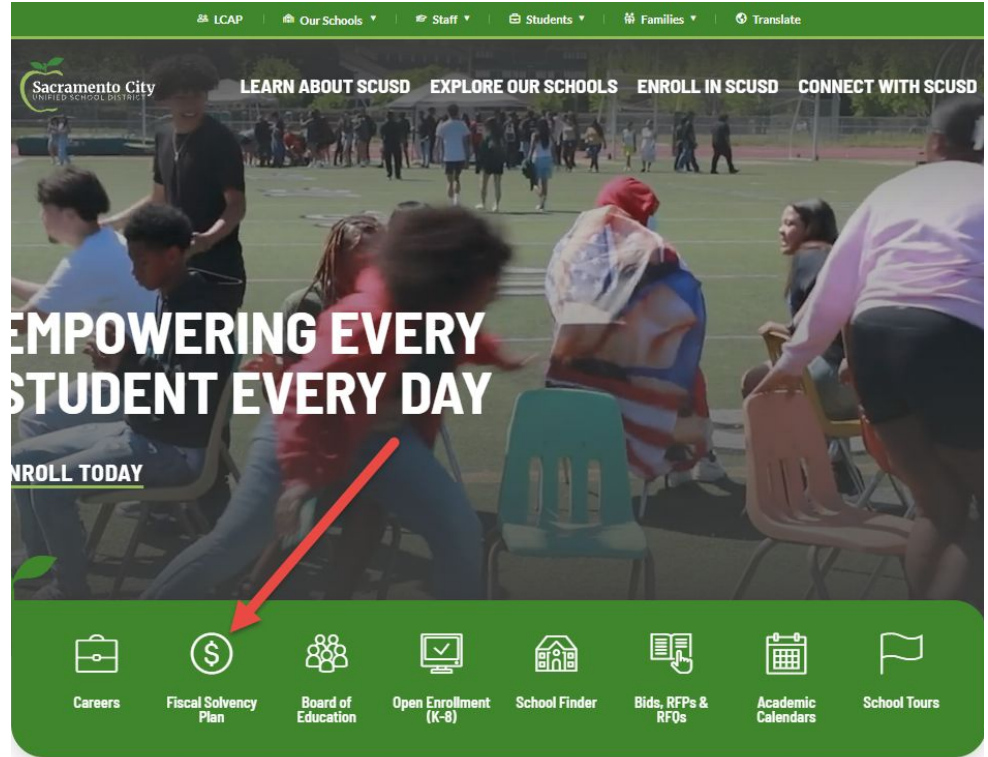 LCAP Our Schools Staff Students Families Translate
Sacramento City
UNIFIED SCHOOL DISTRICT
LEARN ABOUT SCUSD EXPLORE OUR SCHOOLS ENROLL IN SCUSD CONNECT WITH SCUSD
EMPOWERING EVERY
STUDENT EVERY DAY
NROLL TODAY
Careers
Fiscal Solvency
Plan
Board of
Education
Open Enrollment
(K-8)
School Finder
Bids, RFPs &
RFQs
Academic
Calendars
School Tours